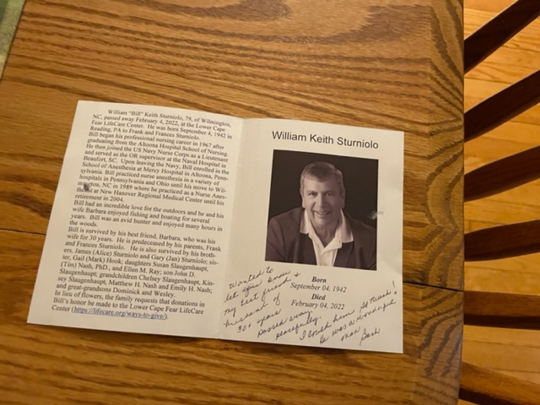 William "Bill" Keith Sturniolo, 79, of Wilmington,
NC, passed away February 4, 2022, at the Lower Cape
Fear LifeCare Center. He was born September 4, 1942 in
Reading, PA to Frank and Frances Sturniolo.
Bill began his professional nursing career in 1967 after
graduating from the Altoona Hospital School of Nursing.
He then joined the US Navy Nurse Corps as a Lieutenant
and served as the OR supervisor at the Naval Hospital in
Beaufort, SC. Upon leaving the Navy, Bill enrolled in the
School of Anesthesia at Mercy Hospital in Altoona, Penn-
sylvania. Bill practiced nurse anesthesia in a variety of
hospitals in Pennsylvania and Ohio until his move to Wil-
NC in 1989 where he practiced as a Nurse Anes-
at New Hanover Regional Medical Center until his
retirement in 2004.
Bill had an incredible love for the outdoors and he and his
wife Barbara enjoyed fishing and boating for several
years. Bill was an avid hunter and enjoyed many hours in
the woods.
Bill is survived by his best friend, Barbara, who was his
wife for 30 years. He is predeceased by his parents, Frank
and Frances Sturniolo. He is also survived by his broth-
ers, James (Alice) Sturniolo and Gary (Jan) Sturniolo; sis-
ter, Gail (Mark) Hook; daughters Susan Slaugenhaupt,
(Tim) Nash, PhD., and Ellen M. Ray; son John D.
Slaugenhaupt; grandchildren Chelsey Slaugenhaupt, Kin-
sey Slaugenhaupt, Matthew H. Nash and Emily H. Nash;
and great-grandsons Dominick and Wesley.
In lieu of flowers, the family requests that donations in
Bill's honor be made to the Lower Cape Fear LifeCare
Center (https://lifecare.org/ways-to-give/).
William Keith Sturniolo
Born
September 04, 1942
Died
February 04, 2022
Wanted to
let you know
my best friend &
husband of
30+ years
passed away
peacefully.
I loved him so much!
He was a wonderful
man
Barb